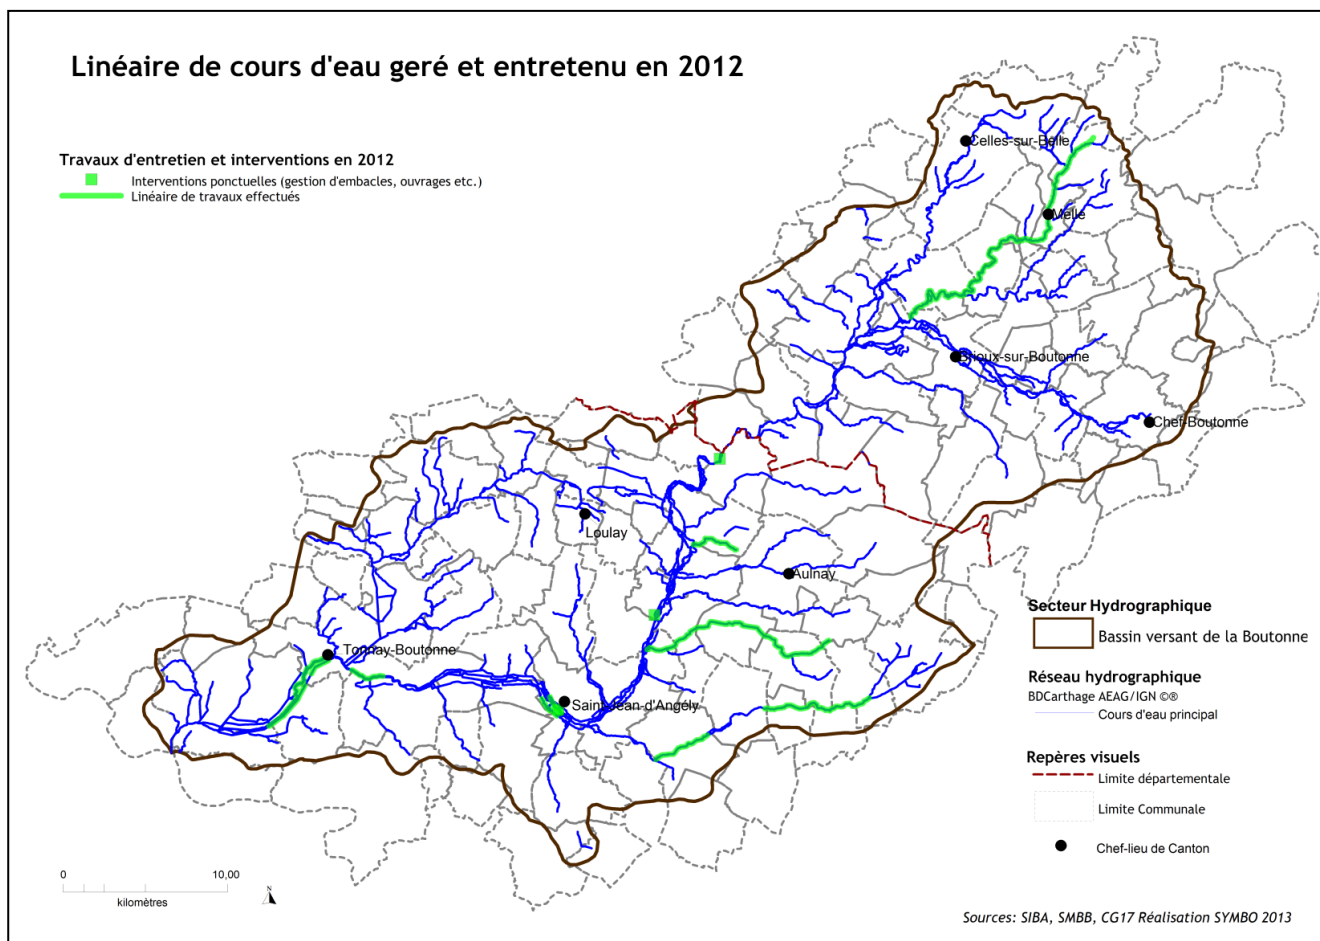 Linéaire de cours d'eau geré et entretenu en 2012
Travaux d'entretien et interventions en 2012
Interventions ponctuelles (gestion d'embacles, ouvrages etc.)
Linéaire de travaux effectués
Celles-sur-Belle
Melle
Brioux-sur-Boutonne
Chef-Boutonne
Loulay
Aulnay
Tonnay-Boutonne
Saint-Jean-d'Angély
Secteur Hydrographique
Bassin versant de la Boutonne
Réseau hydrographique
BDCarthage AEAG/IGN ©®
Cours d'eau principal
Repères visuels
Limite départementale
Limite Communale
Chef-lieu de Canton
0 10,00
kilomètres
N
Sources: SIBA, SMBB, CG17 Réalisation SYMBO 2013